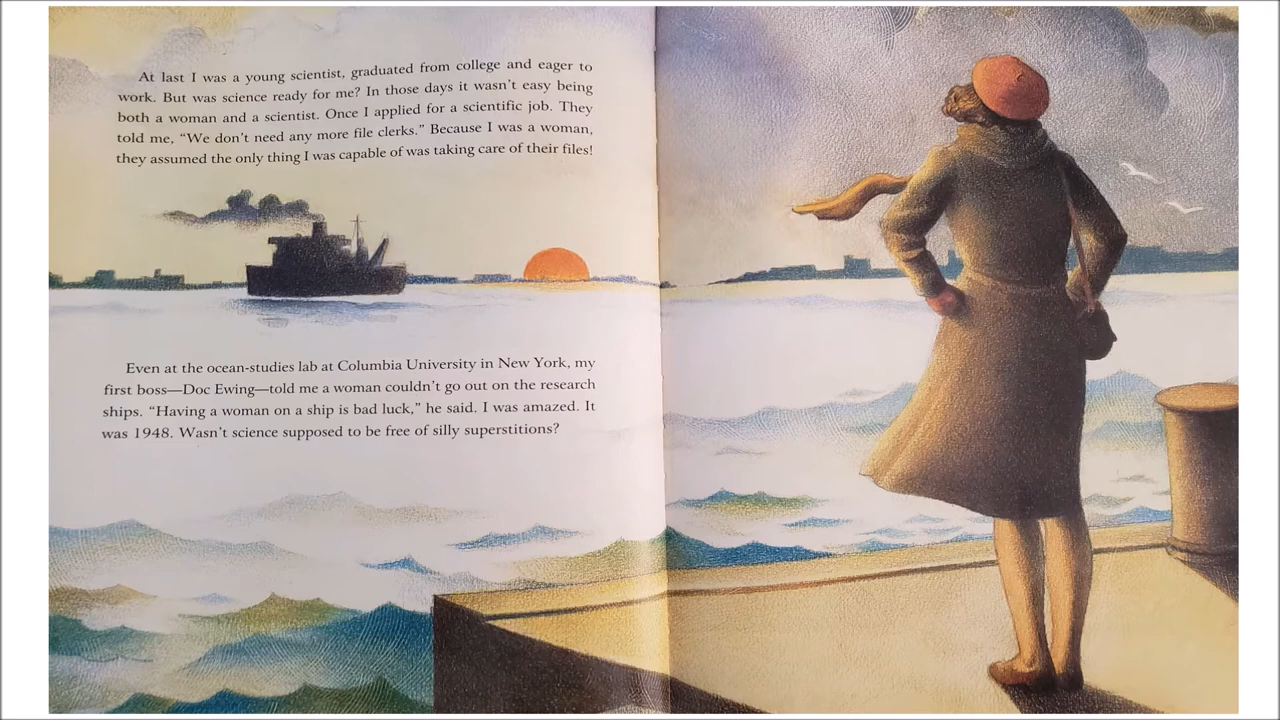 At last I was a young scientist, graduated from college and eager to
work. But was science ready for me? In those days it wasn't easy being
both a woman and a scientist. Once I applied for a scientific job. They
told me, “We don't need any more file clerks.” Because I was a woman,
they assumed the only thing I was capable of was taking care of their files!
Even at the ocean-studies lab at Columbia University in New York, my
first boss—Doc Ewing—told me a woman couldn't go out on the research
ships. “Having a woman on a ship is bad luck,” he said. I was amazed. It
was 1948. Wasn't science supposed to be free of silly superstitions?